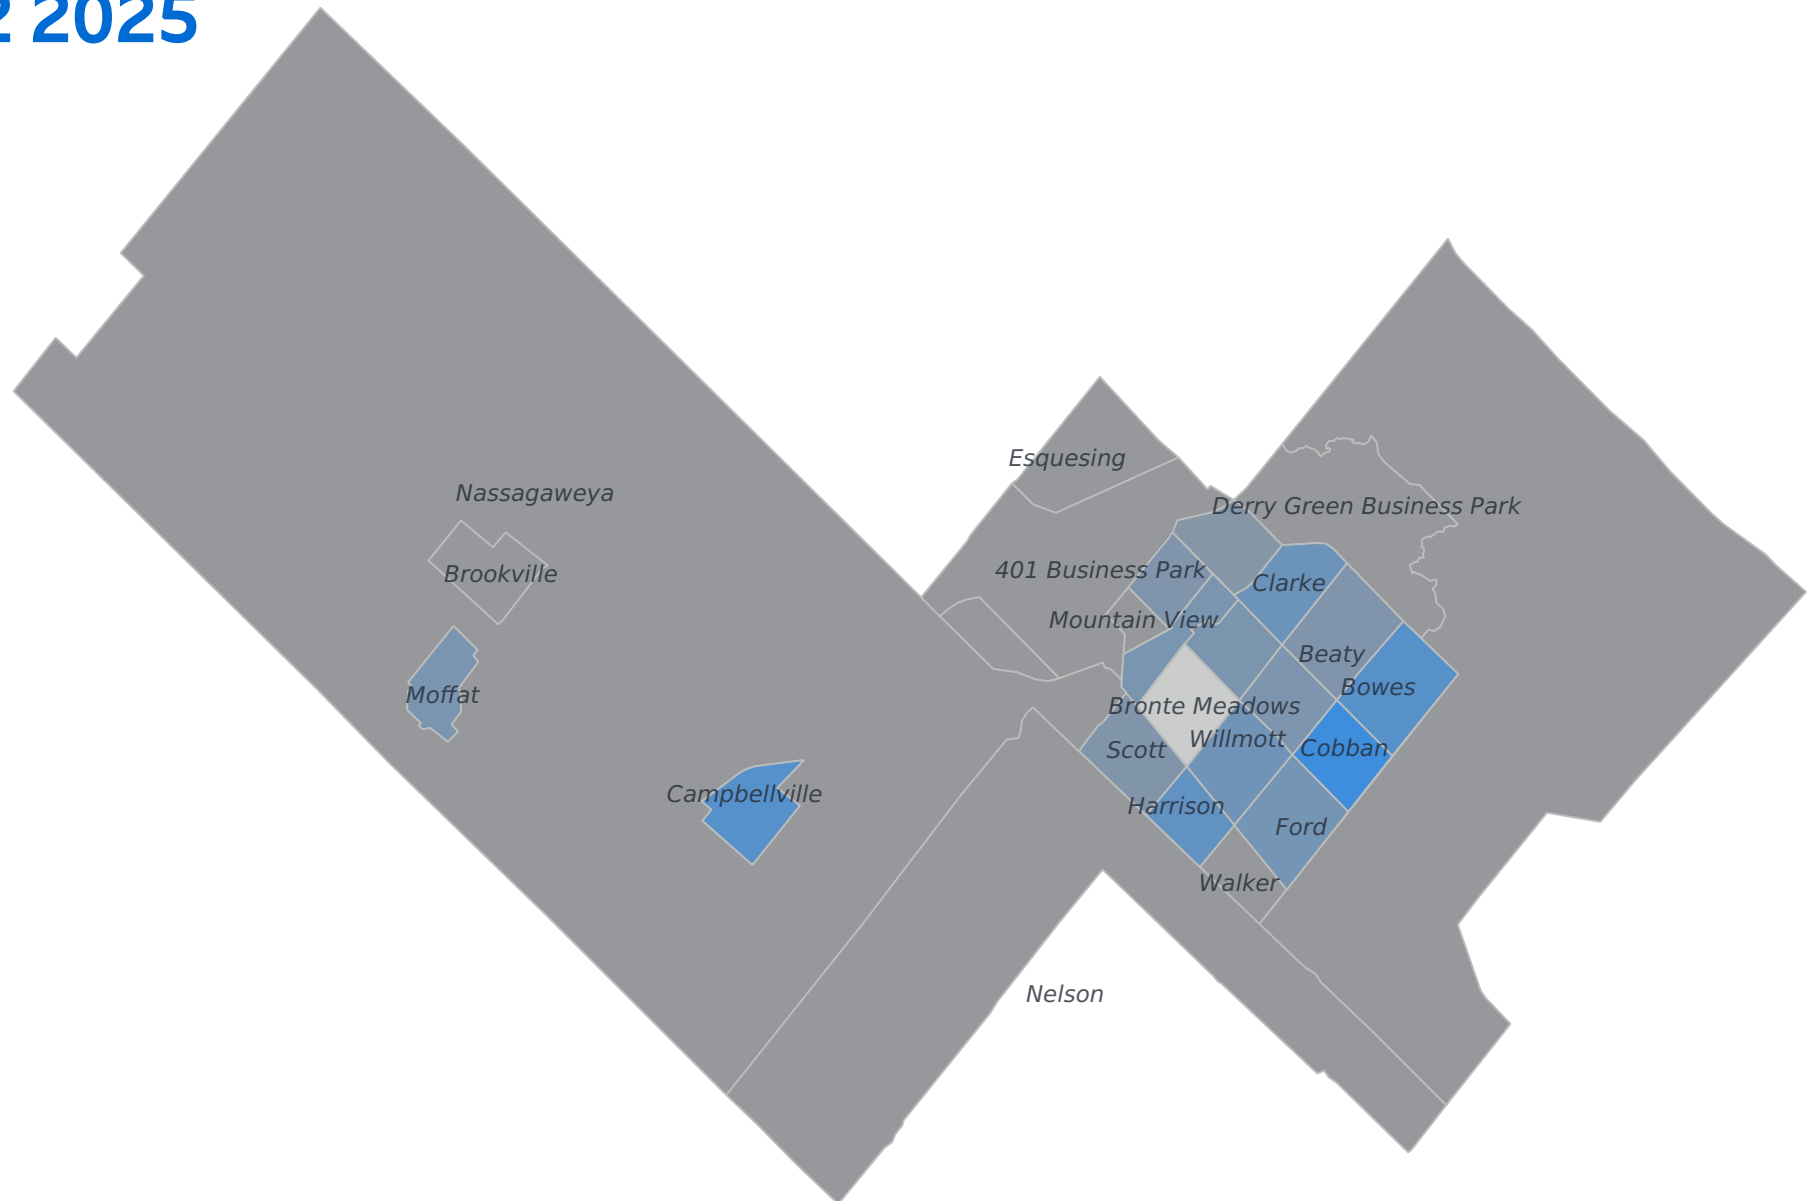 2 2025
Esquesing
Nassagaweya
Derry Green Business Park
Brookville
401 Business Park
Clarke
Mountain View
Beaty
Moffat
Bowes
Bronte Meadows
Willmott
Scott
Cobban
Campbellville
Harrison
Ford
Walker
Nelson